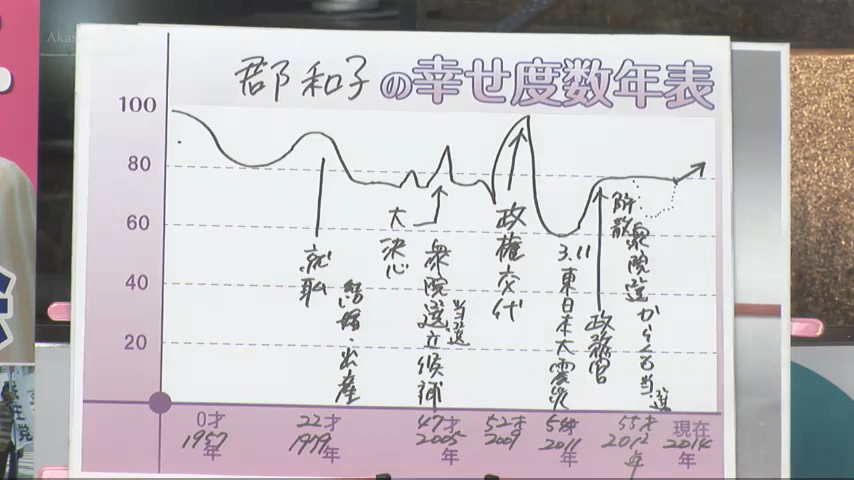 郡和子の幸せ度数年表
100
80
60
40
20
就職
結婚・出産
大決心
衆院選立候補
当選
政権交代
3.11
東日本大震災
政務官
解散
衆院選からくも当選
0才
1957年
22才
1979年
47才
2005年
52才
2009
54才
2011年
55才
2012年
現在
2014年